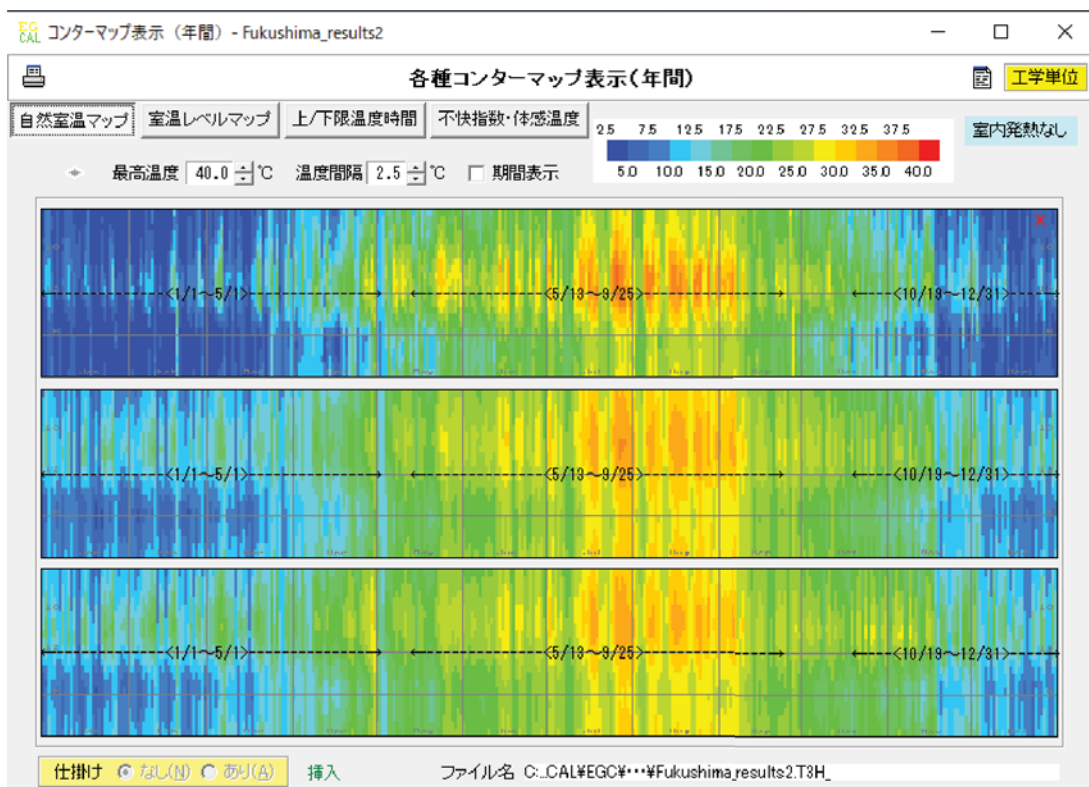 EG CAL コンターマップ表示（年間）- Fukushima_results2
各種コンターマップ表示(年間) 工学単位
自然室温マップ 室温レベルマップ 上/下限温度時間 不快指数･体感温度 室内発熱なし
2.5 7.5 12.5 17.5 22.5 27.5 32.5 37.5
5.0 10.0 15.0 20.0 25.0 30.0 35.0 40.0
最高温度 40.0 ℃ 温度間隔 2.5 ℃ 期間表示
<1/1～5/1> <5/13～9/25> <10/19～12/31>
<1/1～5/1> <5/13～9/25> <10/19～12/31>
<1/1～5/1> <5/13～9/25> <10/19～12/31>
仕掛け なし(N) あり(A) 挿入 ファイル名 C:..CAL¥EGC¥･･･¥Fukushima_results2.T3H_